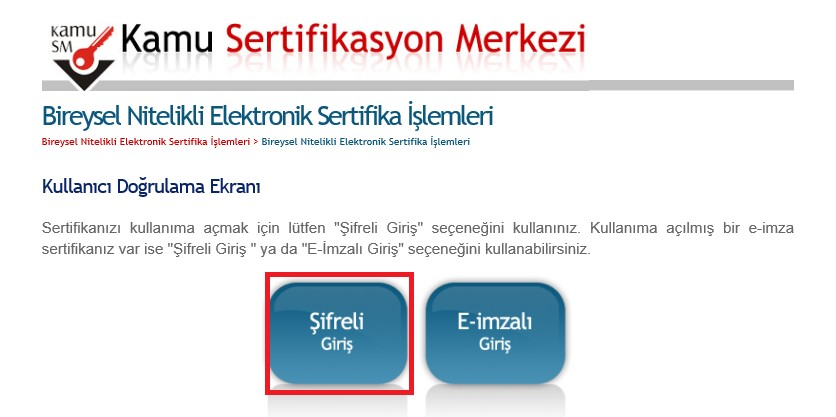 kamu
SM
Kamu Sertifikasyon Merkezi
Bireysel Nitelikli Elektronik Sertifika İşlemleri
Bireysel Nitelikli Elektronik Sertifika İşlemleri > Bireysel Nitelikli Elektronik Sertifika İşlemleri
Kullanıcı Doğrulama Ekranı
Sertifikanızı kullanıma açmak için lütfen "Şifreli Giriş" seçeneğini kullanınız. Kullanıma açılmış bir e-imza
sertifikanız var ise "Şifreli Giriş " ya da "E-İmzalı Giriş" seçeneğini kullanabilirsiniz.
Şifreli
Giriş
E-imzalı
Giriş